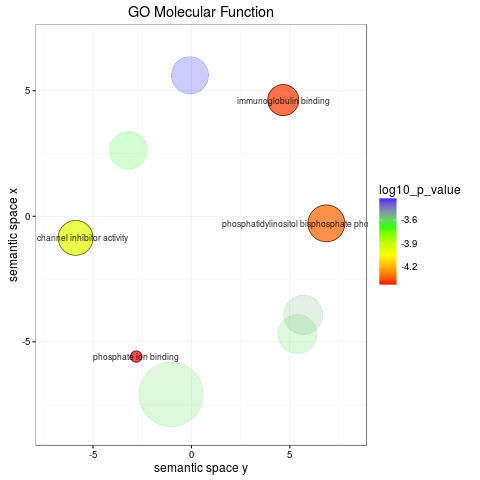 GO Molecular Function
5
0
-5
semantic space x
immunoglobulin binding
phosphatidylinositol bisphosphate pho
channel inhibitor activity
phosphate ion binding
-5
0
5
semantic space y
log10_p_value
-3.6
-3.9
-4.2